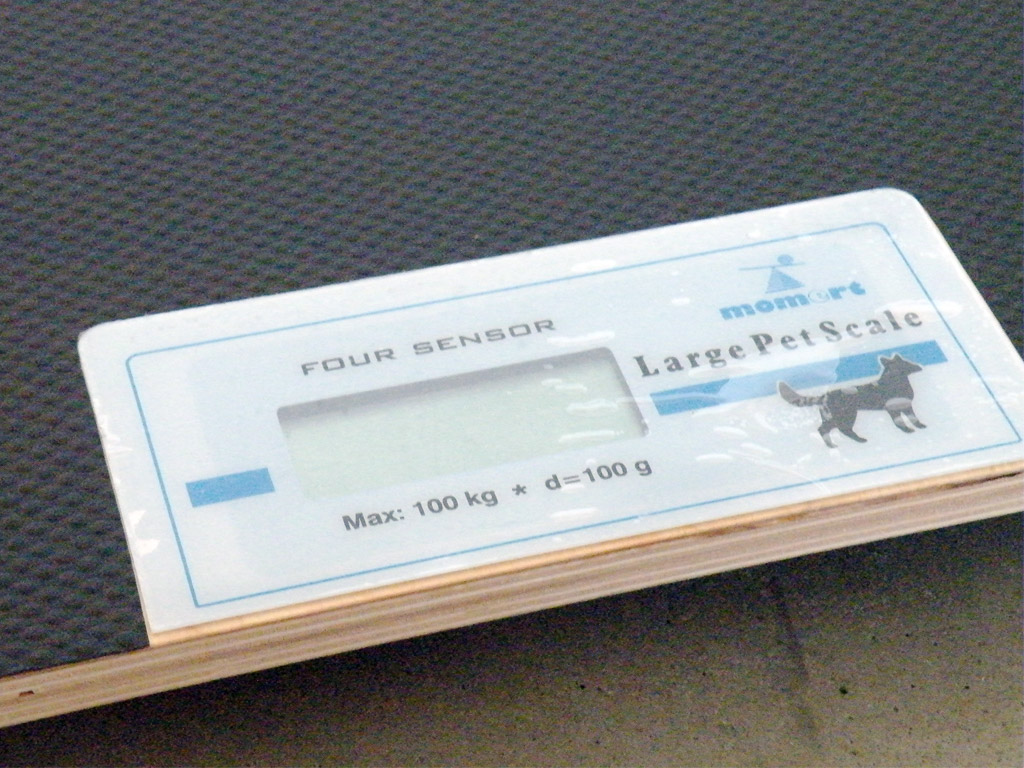 momert
FOUR SENSOR
Large Pet Scale
Max: 100 kg * d=100 g